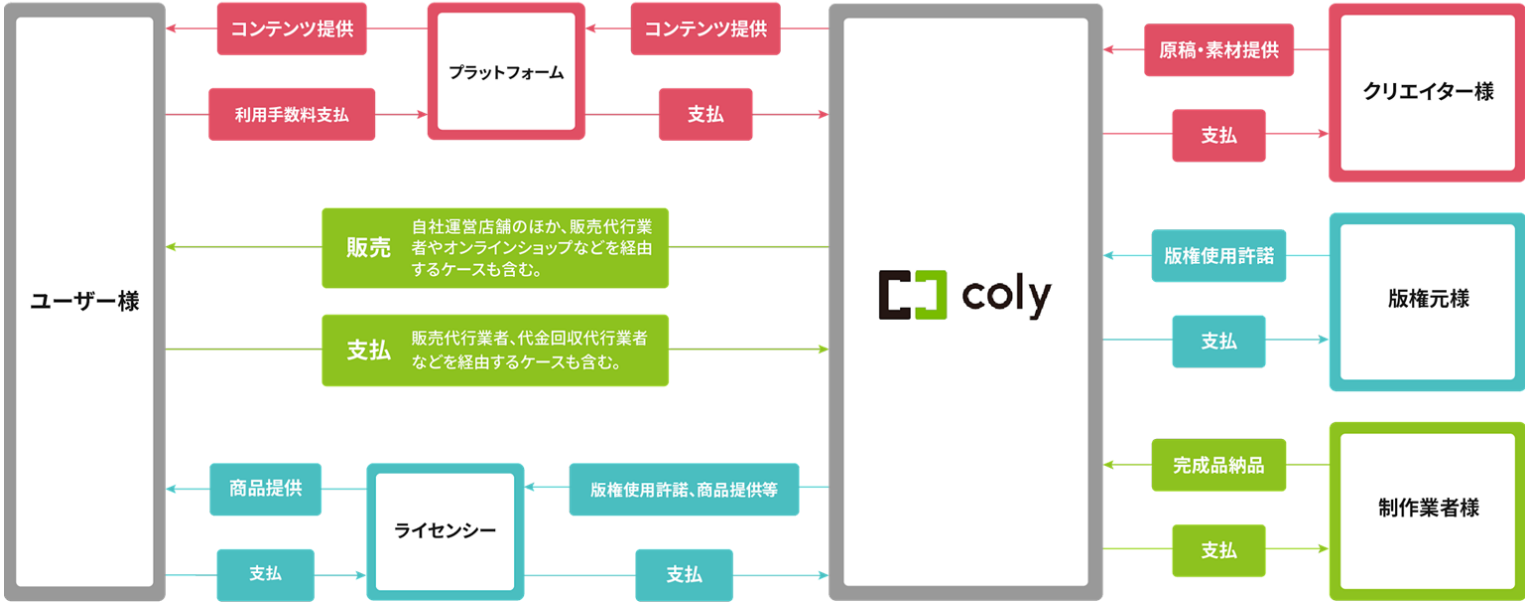 コンテンツ提供
コンテンツ提供
プラットフォーム
利用手数料支払
支払
原稿・素材提供
クリエイター様
支払
ユーザー様
販売
自社運営店舗のほか、販売代行業
者やオンラインショップなどを経由
するケースも含む。
支払
販売代行業者、代金回収代行業者
などを経由するケースも含む。
coly
版権使用許諾
版権元様
支払
商品提供
ライセンシー
版権使用許諾、商品提供等
支払
支払
完成品納品
制作業者様
支払